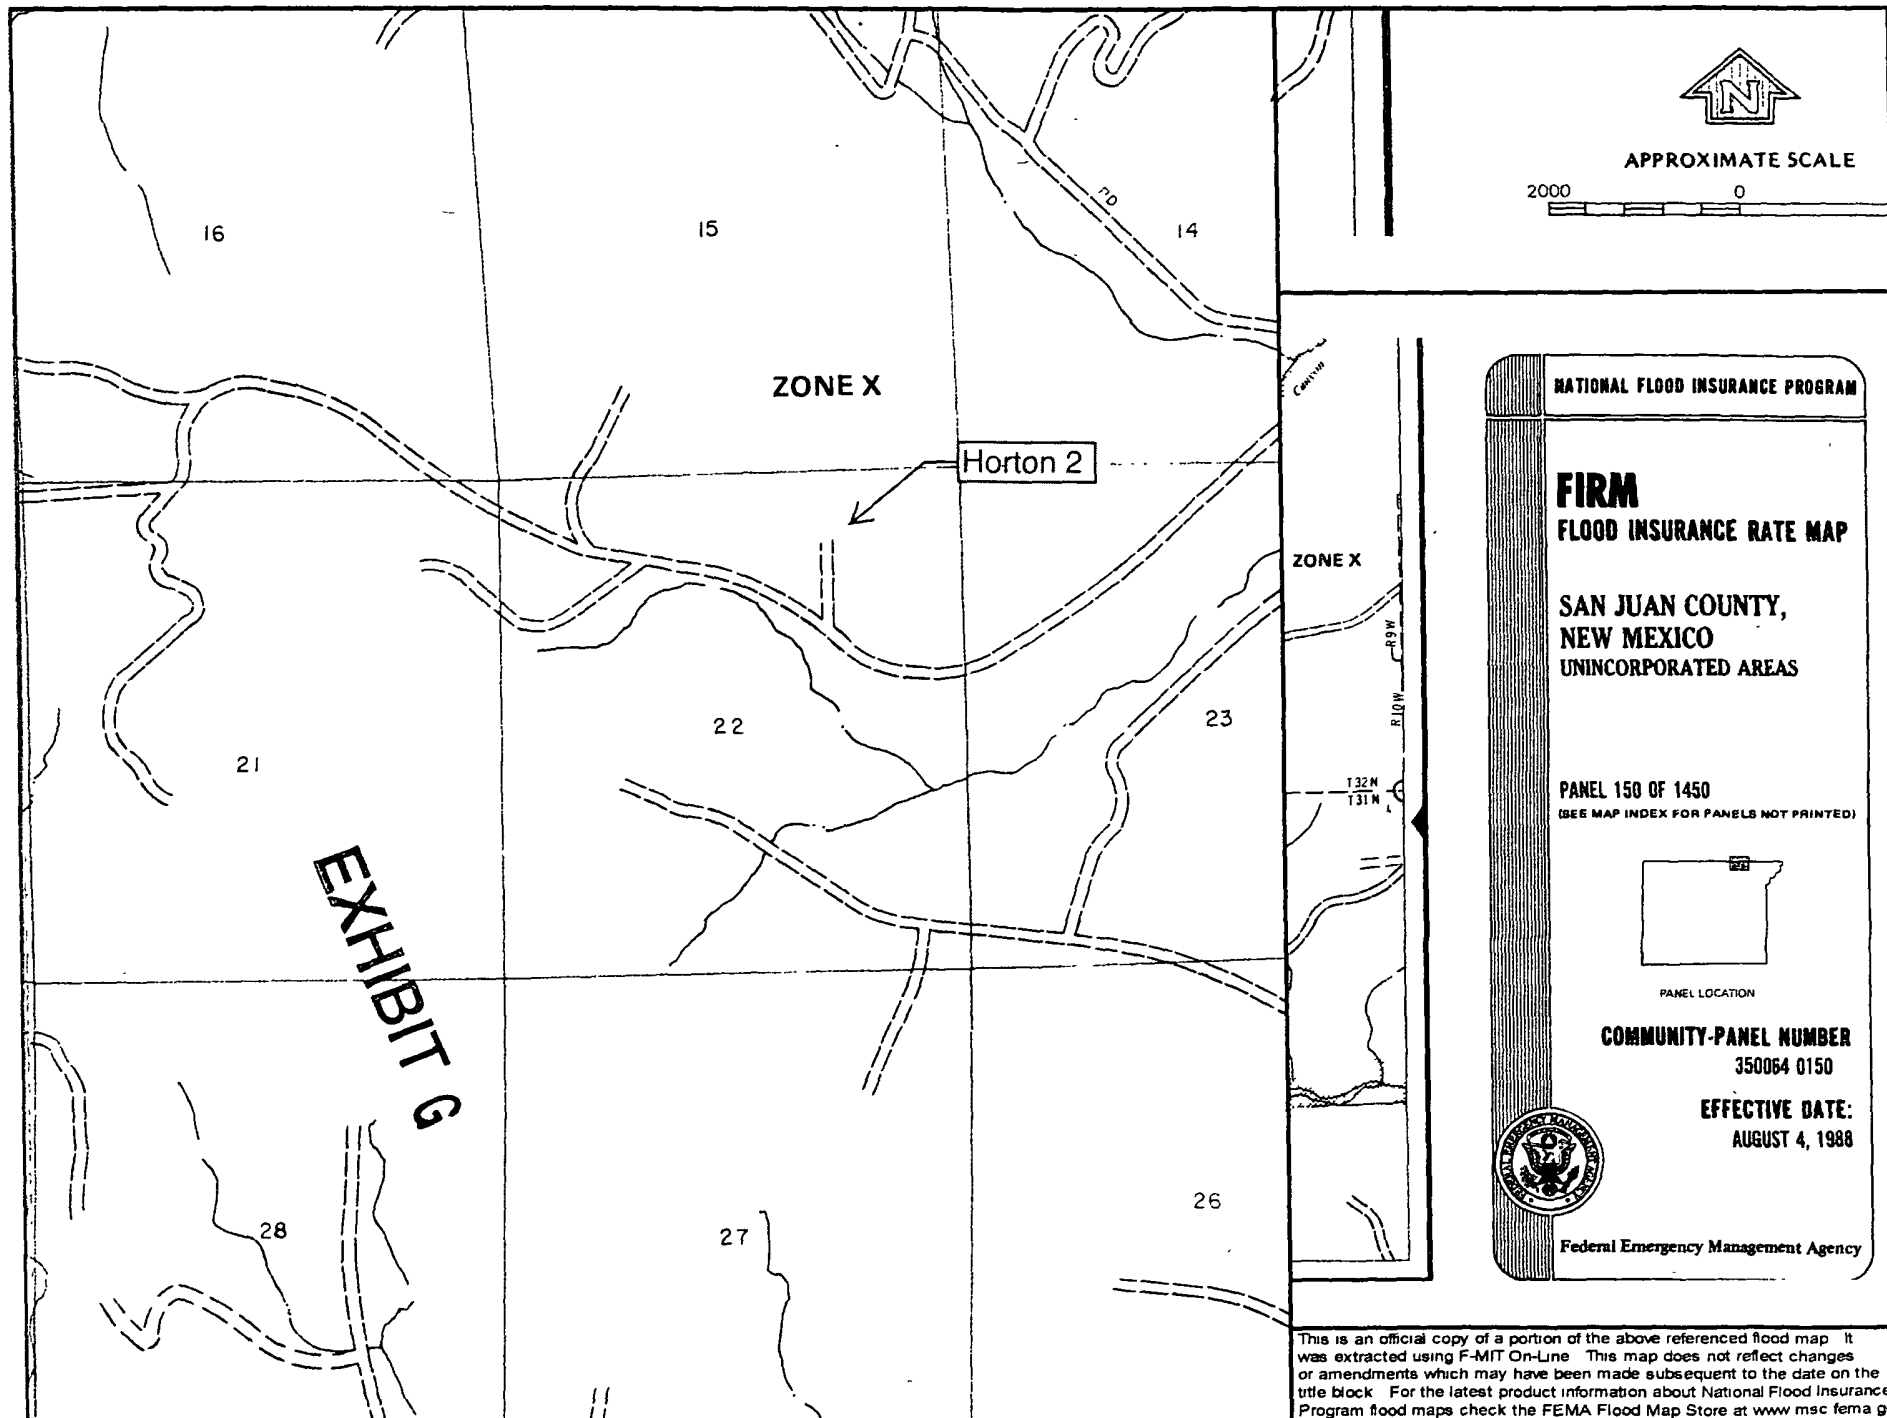 16
15
RD
14
ZONE X
Horton 2
21
22
23
EXHIBIT G
28
27
26
N
APPROXIMATE SCALE
2000 0
Canyon
ZONE X
R9W
R10W
T32N
T31N
NATIONAL FLOOD INSURANCE PROGRAM
FIRM
FLOOD INSURANCE RATE MAP
SAN JUAN COUNTY,
NEW MEXICO
UNINCORPORATED AREAS
PANEL 150 OF 1450
(SEE MAP INDEX FOR PANELS NOT PRINTED)
PANEL LOCATION
COMMUNITY-PANEL NUMBER
350064 0150
EFFECTIVE DATE:
AUGUST 4, 1988
FEDERAL EMERGENCY MANAGEMENT AGENCY
Federal Emergency Management Agency
This is an official copy of a portion of the above referenced flood map It
was extracted using F-MIT On-Line This map does not reflect changes
or amendments which may have been made subsequent to the date on the
title block For the latest product information about National Flood Insurance
Program flood maps check the FEMA Flood Map Store at www msc fema g